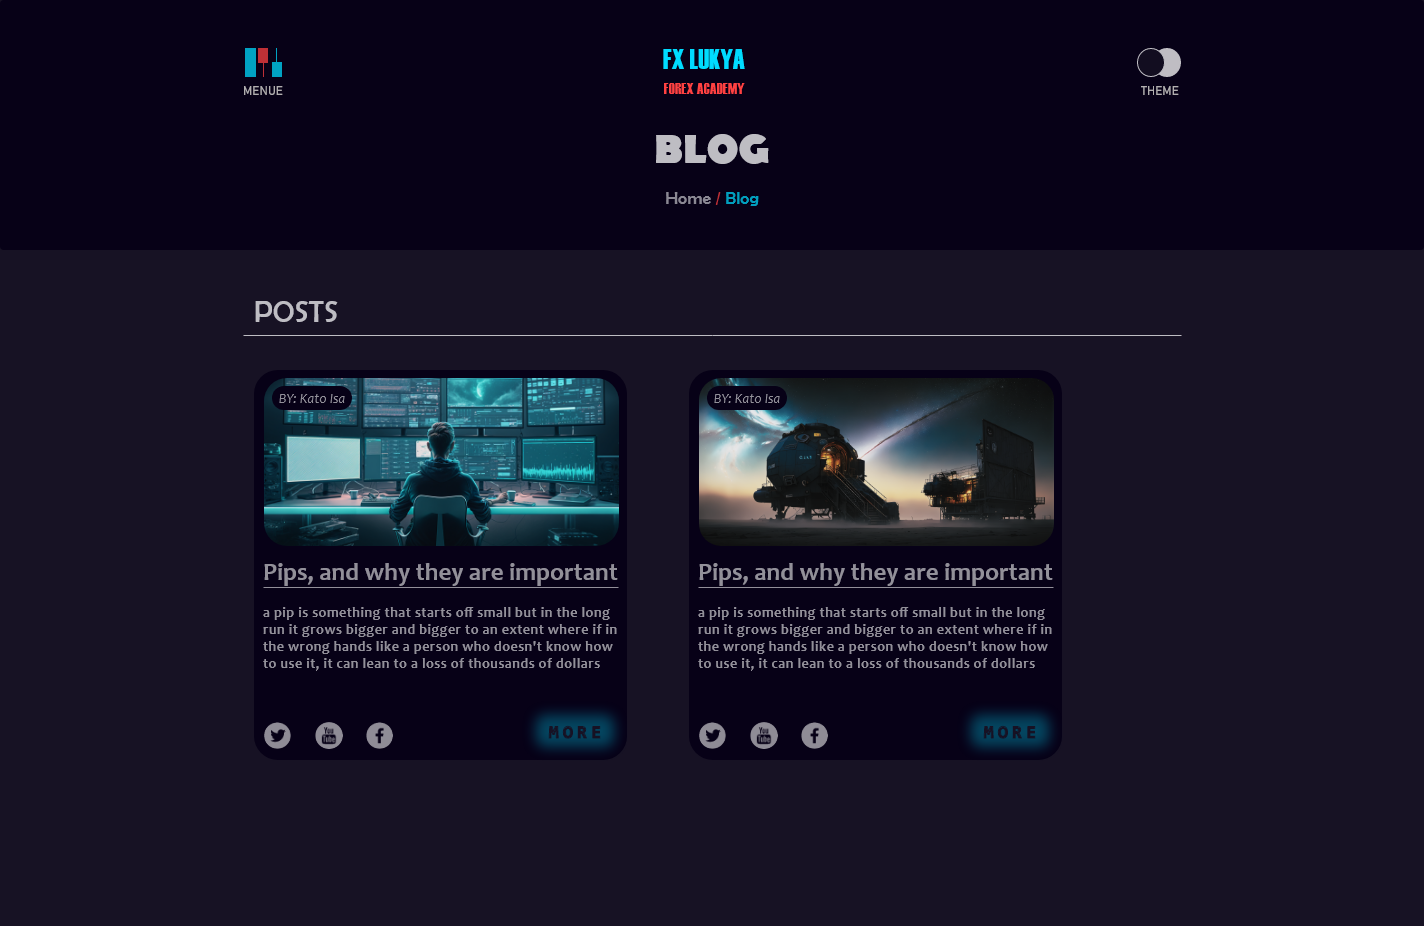 MENUE
FX LUKYA
FOREX ACADEMY
THEME
BLOG
Home / Blog
POSTS
BY: Kato Isa
Pips, and why they are important
a pip is something that starts off small but in the long
run it grows bigger and bigger to an extent where if in
the wrong hands like a person who doesn't know how
to use it, it can lean to a loss of thousands of dollars
You
Tube
MORE
BY: Kato Isa
Pips, and why they are important
a pip is something that starts off small but in the long
run it grows bigger and bigger to an extent where if in
the wrong hands like a person who doesn't know how
to use it, it can lean to a loss of thousands of dollars
You
Tube
MORE